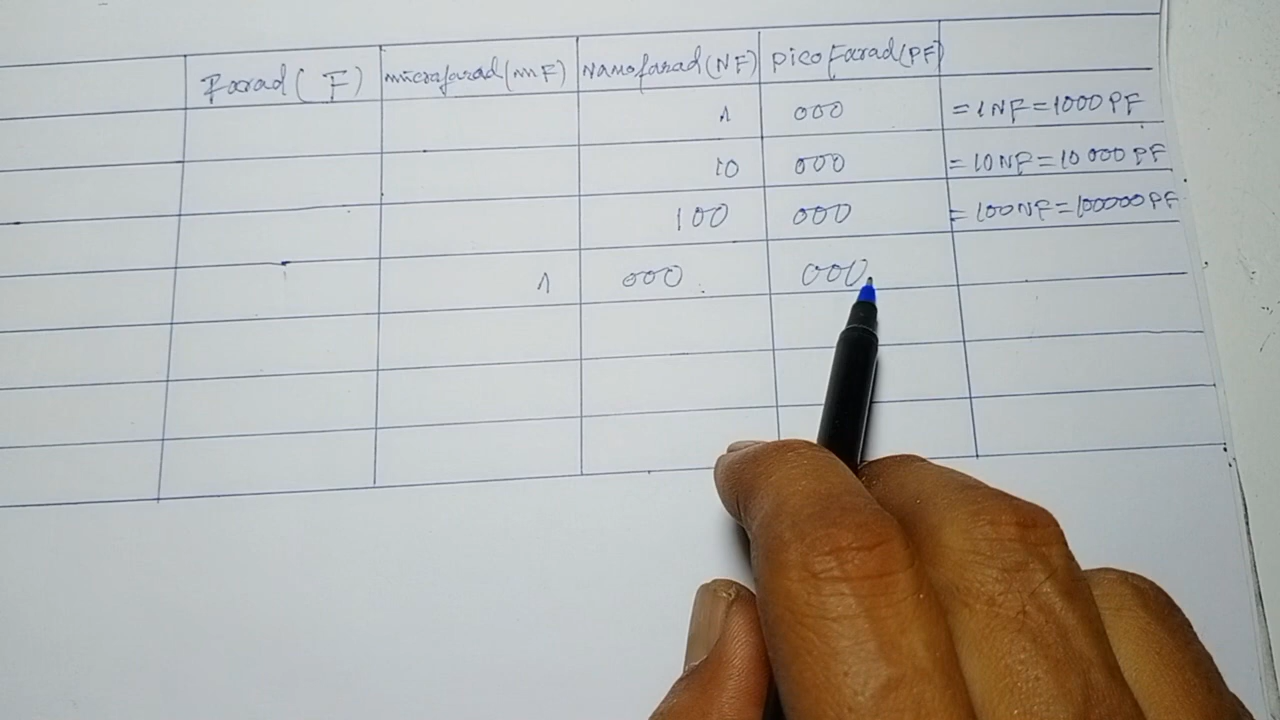 Farad ( F) microfarad (mF) Nanofarad (NF) Picofarad (PF)
1 000 = 1NF = 1000 PF
10 000 = 10NF = 10 000 PF
100 000 = 100NF = 100000 PF
1 000 000